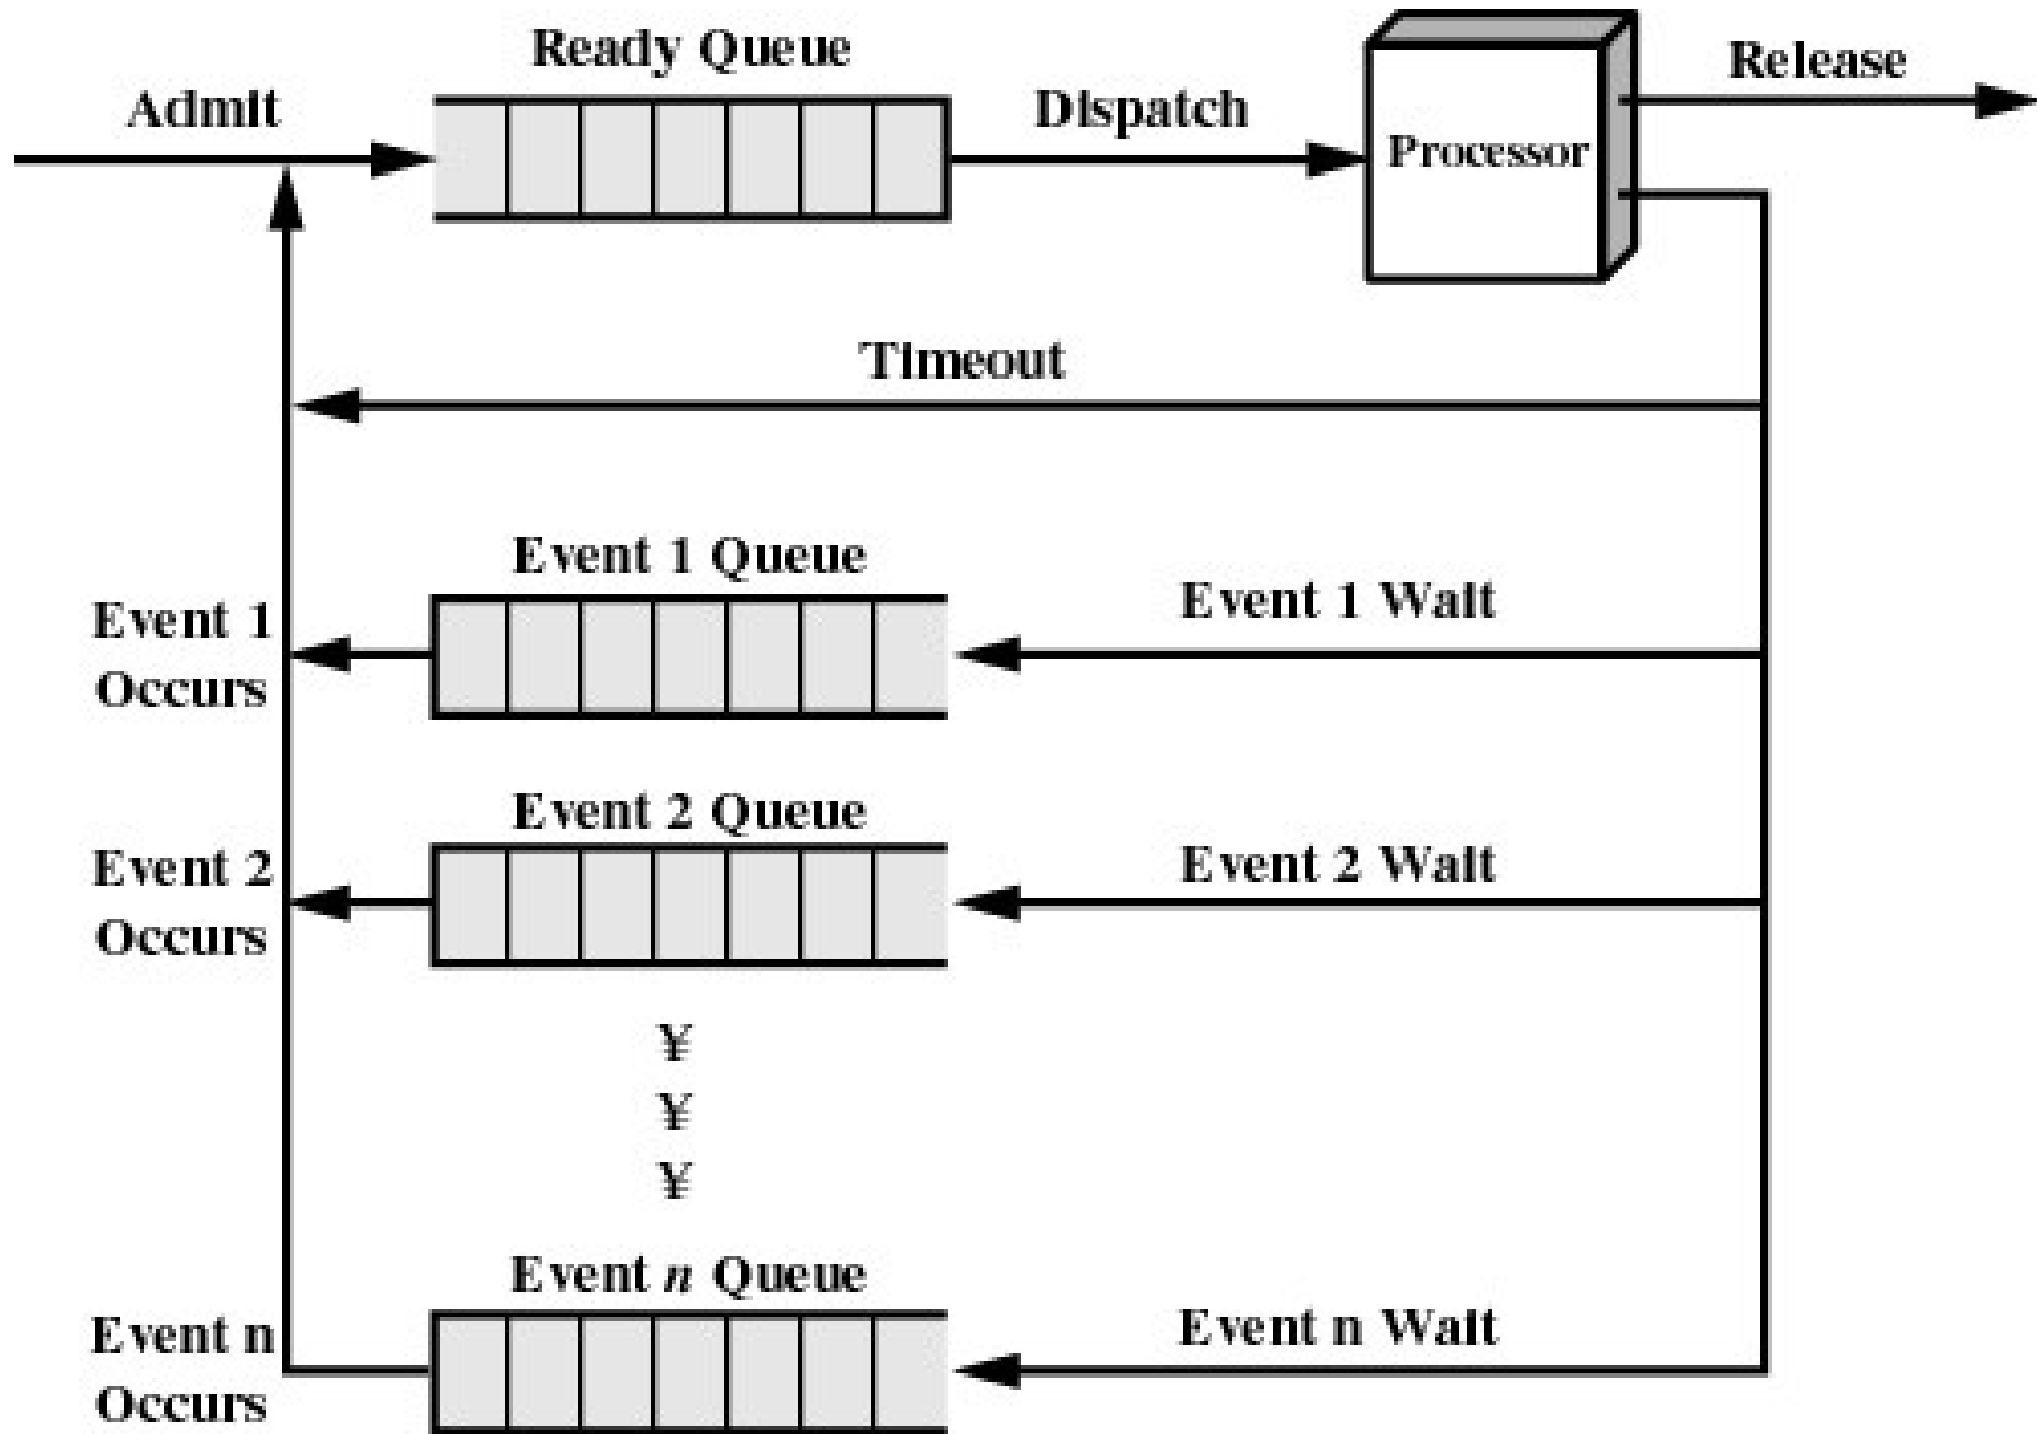 Ready Queue
Admit
Dispatch
Processor
Release
Timeout
Event 1 Queue
Event 1
Occurs
Event 1 Wait
Event 2 Queue
Event 2
Occurs
Event 2 Wait
¥
¥
¥
Event n Queue
Event n
Occurs
Event n Wait